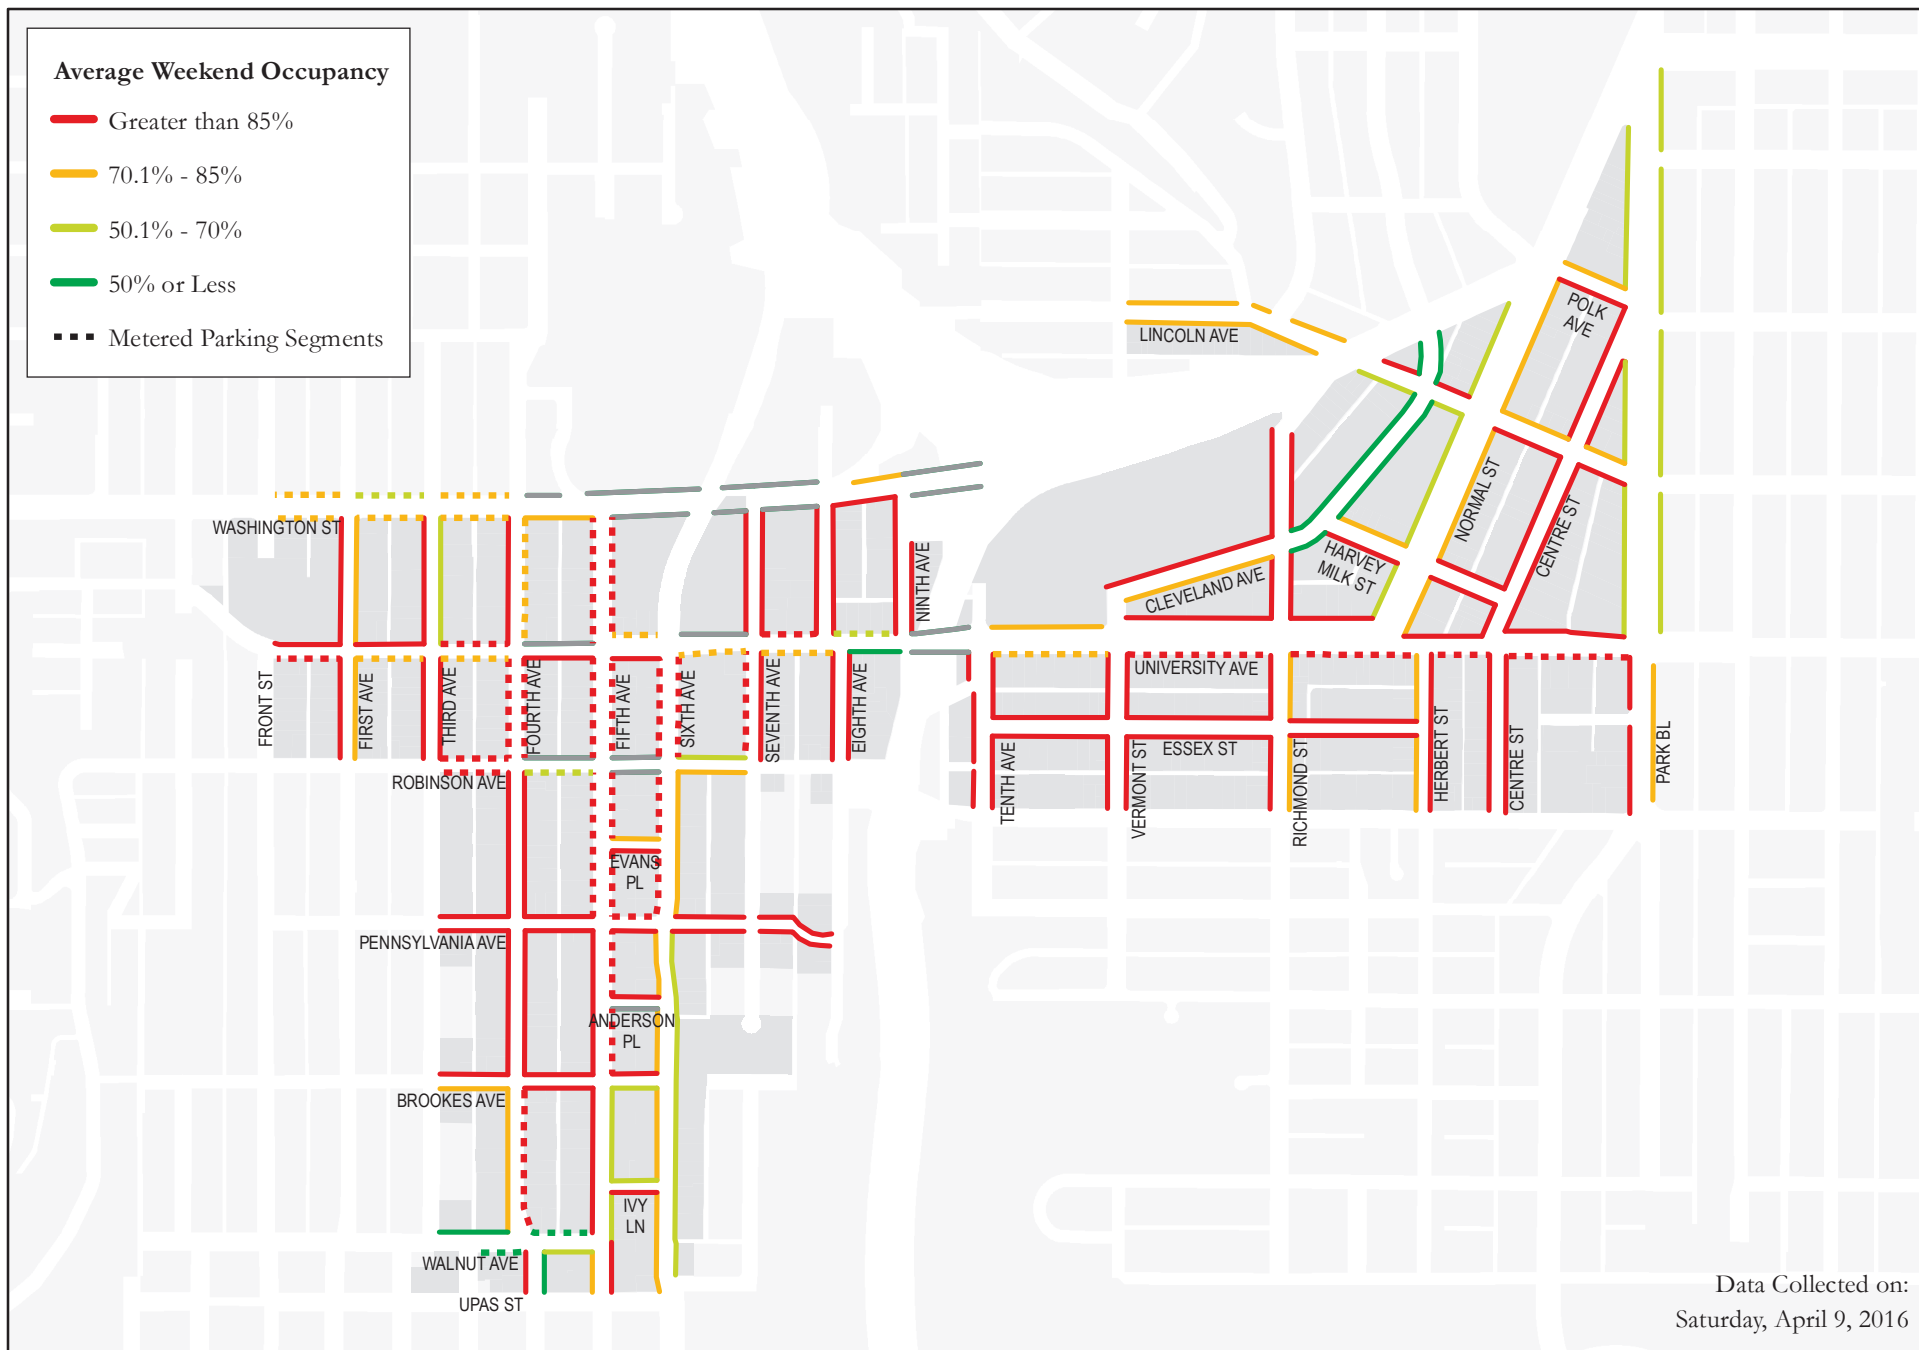 Average Weekend Occupancy
Greater than 85%
70.1% - 85%
50.1% - 70%
50% or Less
Metered Parking Segments
POLK
AVE
LINCOLN AVE
WASHINGTON ST
NORMAL ST
CENTRE ST
NINTH AVE
HARVEY
MILK ST
CLEVELAND AVE
FRONT ST
FIRST AVE
THIRD AVE
FOURTH AVE
FIFTH AVE
SIXTH AVE
SEVENTH AVE
EIGHTH AVE
UNIVERSITY AVE
ESSEX ST
TENTH AVE
VERMONT ST
RICHMOND ST
HERBERT ST
CENTRE ST
PARK BL
ROBINSON AVE
EVANS
PL
PENNSYLVANIA AVE
ANDERSON
PL
BROOKES AVE
IVY
LN
WALNUT AVE
UPAS ST
Data Collected on:
Saturday, April 9, 2016